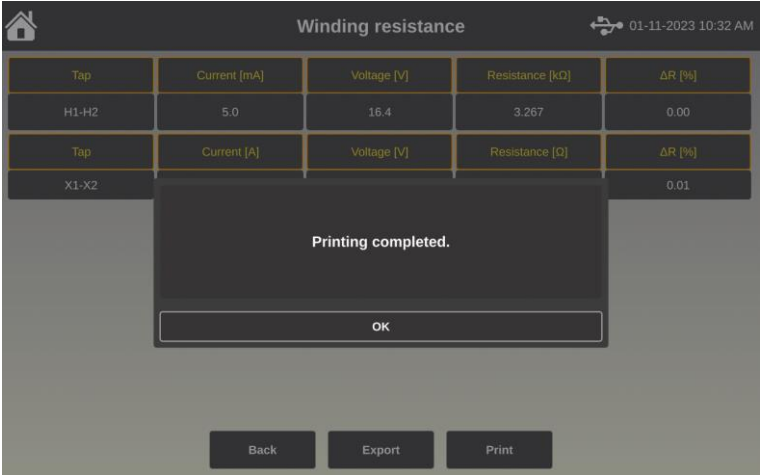 Winding resistance
01-11-2023 10:32 AM
Tap Current [mA] Voltage [V] Resistance [kΩ] ΔR [%]
H1-H2 5.0 16.4 3.267 0.00
Tap Current [A] Voltage [V] Resistance [Ω] ΔR [%]
X1-X2 0.01
Printing completed.
OK
Back Export Print